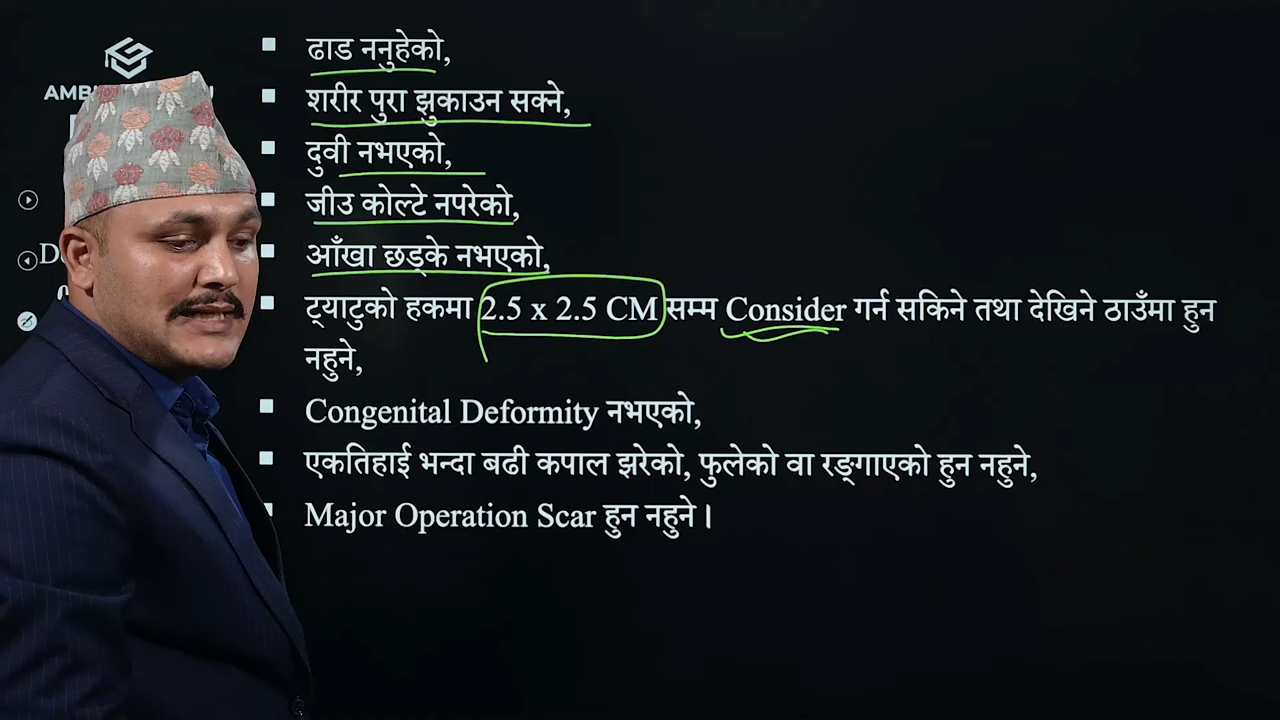 ढाड ननुहेको,
शरीर पुरा झुकाउन सक्ने,
दुवी नभएको,
जीउ कोल्टे नपरेको,
आँखा छड्के नभएको,
ट्याटुको हकमा 2.5 x 2.5 CM सम्म Consider गर्न सकिने तथा देखिने ठाउँमा हुन
नहुने,
Congenital Deformity नभएको,
एकतिहाई भन्दा बढी कपाल झरेको, फुलेको वा रङ्गाएको हुन नहुने,
Major Operation Scar हुन नहुने ।